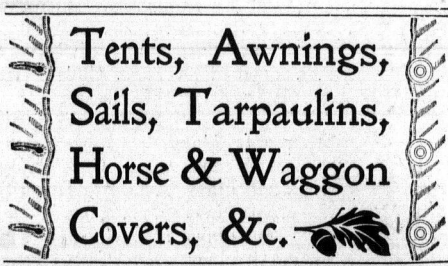 Tents, Awnings,
Sails, Tarpaulins,
Horse & Waggon
Covers, &c.